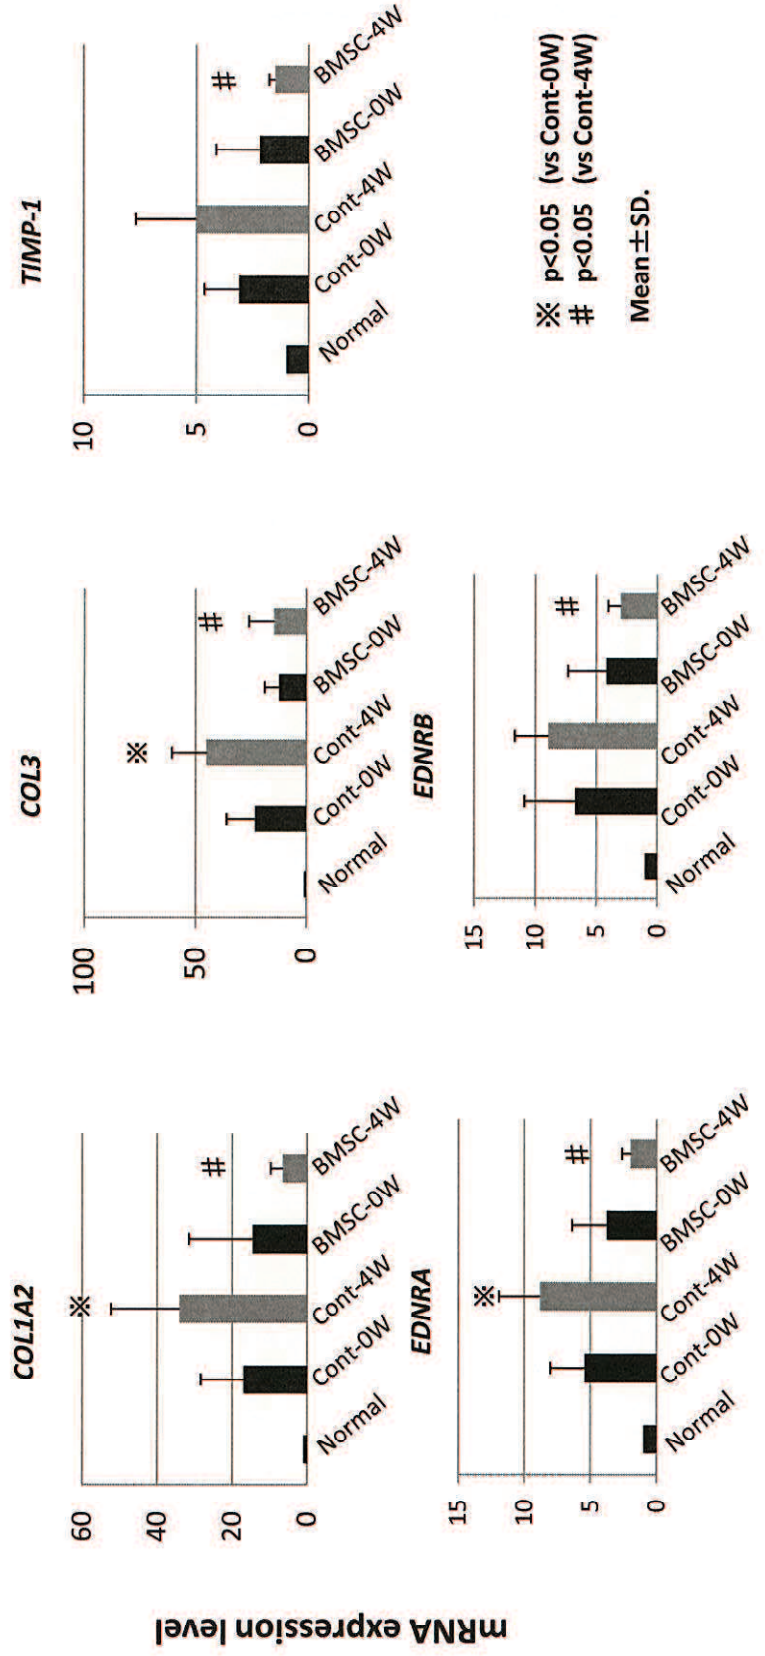 mRNA expression level
COL1A2
60
40
20
0
Normal
Cont-0W
Cont-4W
BMSC-0W
BMSC-4W
※
#
COL3
100
50
0
Normal
Cont-0W
Cont-4W
BMSC-0W
BMSC-4W
※
#
TIMP-1
10
5
0
Normal
Cont-0W
Cont-4W
BMSC-0W
BMSC-4W
#
EDNRA
15
10
5
0
Normal
Cont-0W
Cont-4W
BMSC-0W
BMSC-4W
※
#
EDNRB
15
10
5
0
Normal
Cont-0W
Cont-4W
BMSC-0W
BMSC-4W
#
※ p<0.05 (vs Cont-0W)
# p<0.05 (vs Cont-4W)
Mean±SD.